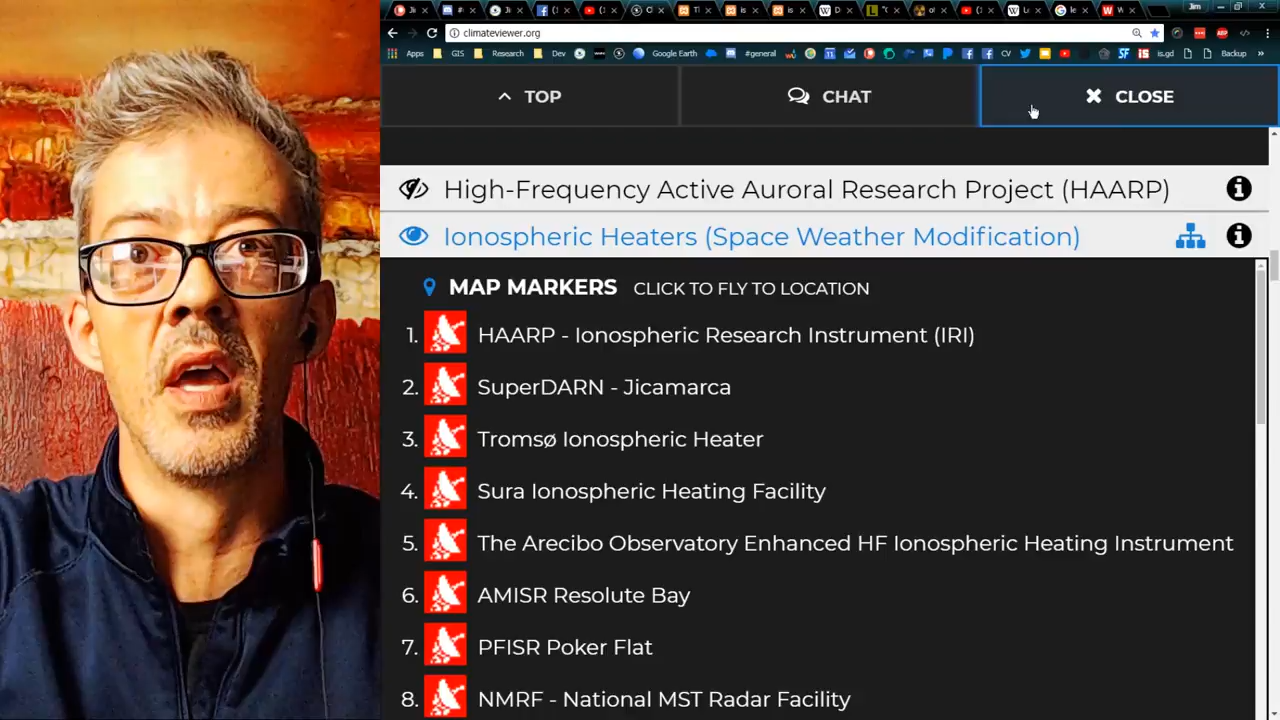 Jim
climateviewer.org
Apps GIS Research Dev Google Earth #general CV is.gd Backup »
TOP CHAT CLOSE
High-Frequency Active Auroral Research Project (HAARP)
Ionospheric Heaters (Space Weather Modification)
MAP MARKERS CLICK TO FLY TO LOCATION
1. HAARP - Ionospheric Research Instrument (IRI)
2. SuperDARN - Jicamarca
3. Tromsø Ionospheric Heater
4. Sura Ionospheric Heating Facility
5. The Arecibo Observatory Enhanced HF Ionospheric Heating Instrument
6. AMISR Resolute Bay
7. PFISR Poker Flat
8. NMRF - National MST Radar Facility